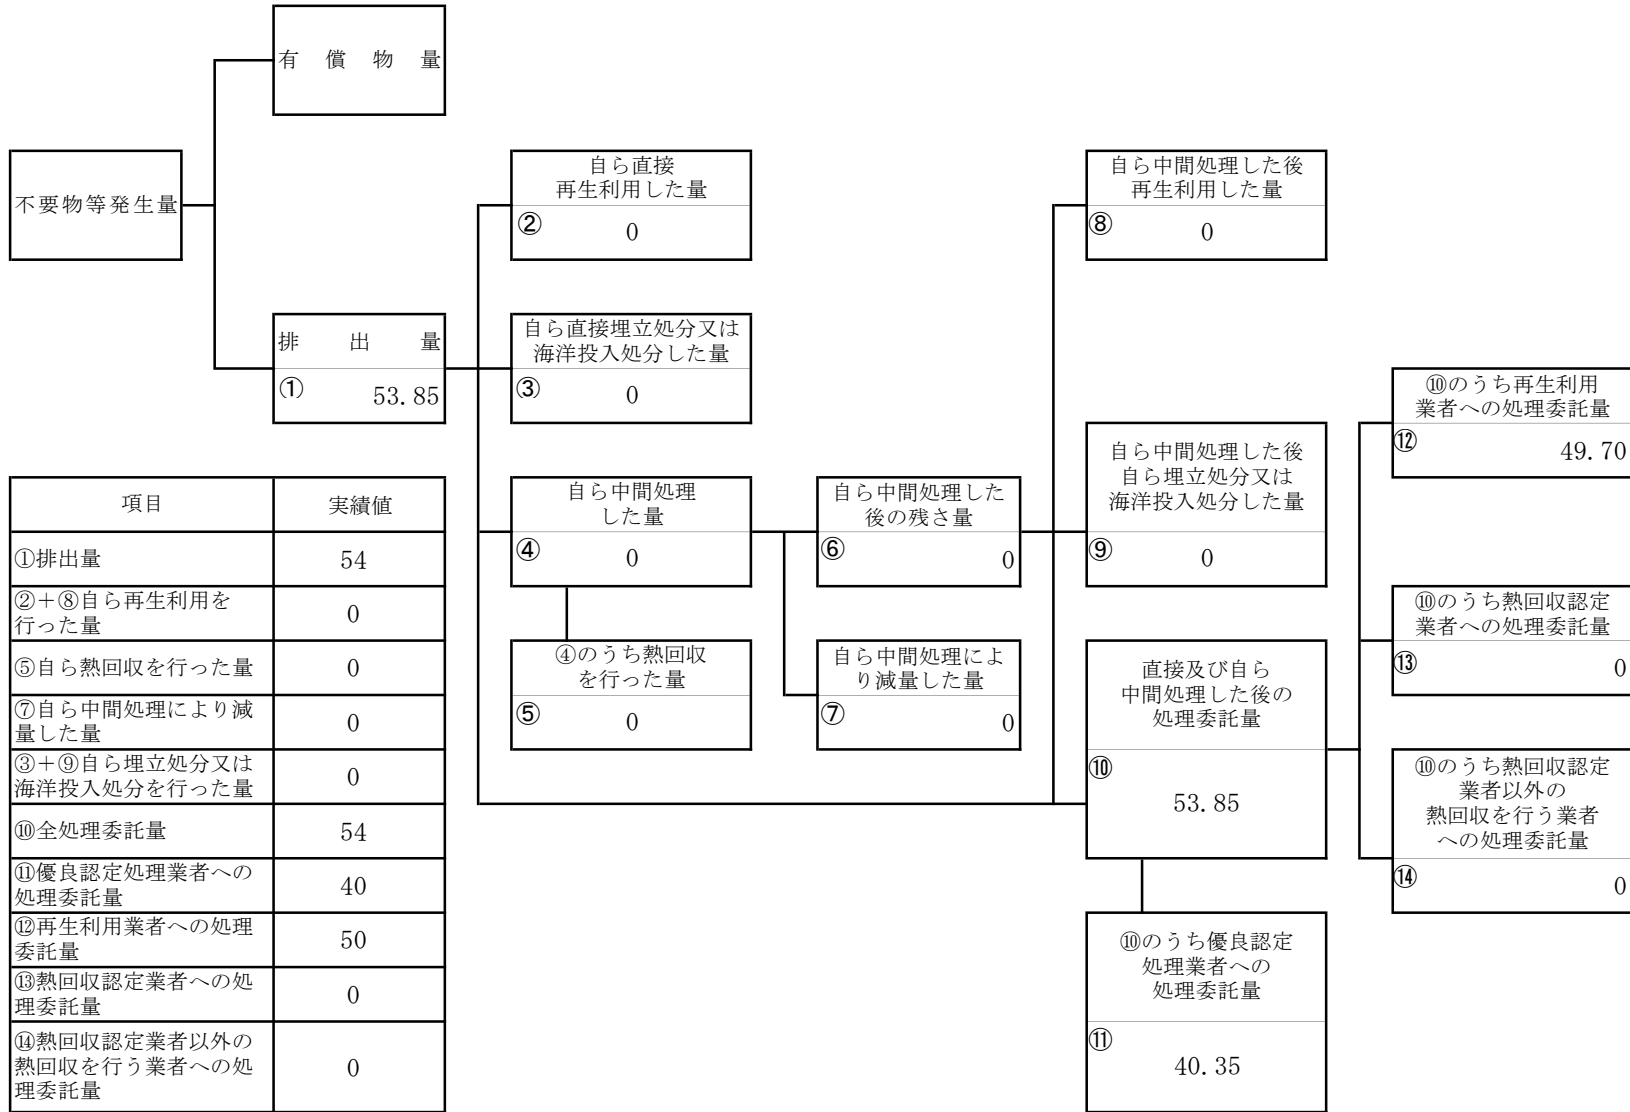 有償物量
不要物等発生量
排出量
① 53.85
自ら直接
再生利用した量
② 0
自ら直接埋立処分又は
海洋投入処分した量
③ 0
自ら中間処理
した量
④ 0
④のうち熱回収
を行った量
⑤ 0
自ら中間処理した
後の残さ量
⑥ 0
自ら中間処理によ
り減量した量
⑦ 0
自ら中間処理した後
再生利用した量
⑧ 0
自ら中間処理した後
自ら埋立処分又は
海洋投入処分した量
⑨ 0
直接及び自ら
中間処理した後の
処理委託量
⑩
53.85
⑩のうち優良認定
処理業者への
処理委託量
⑪
40.35
⑩のうち再生利用
業者への処理委託量
⑫ 49.70
⑩のうち熱回収認定
業者への処理委託量
⑬ 0
⑩のうち熱回収認定
業者以外の
熱回収を行う業者
への処理委託量
⑭ 0
項目 実績値
①排出量 54
②+⑧自ら再生利用を
行った量 0
⑤自ら熱回収を行った量 0
⑦自ら中間処理により減
量した量 0
③+⑨自ら埋立処分又は
海洋投入処分を行った量 0
⑩全処理委託量 54
⑪優良認定処理業者への
処理委託量 40
⑫再生利用業者への処理
委託量 50
⑬熱回収認定業者への処
理委託量 0
⑭熱回収認定業者以外の
熱回収を行う業者への処
理委託量 0